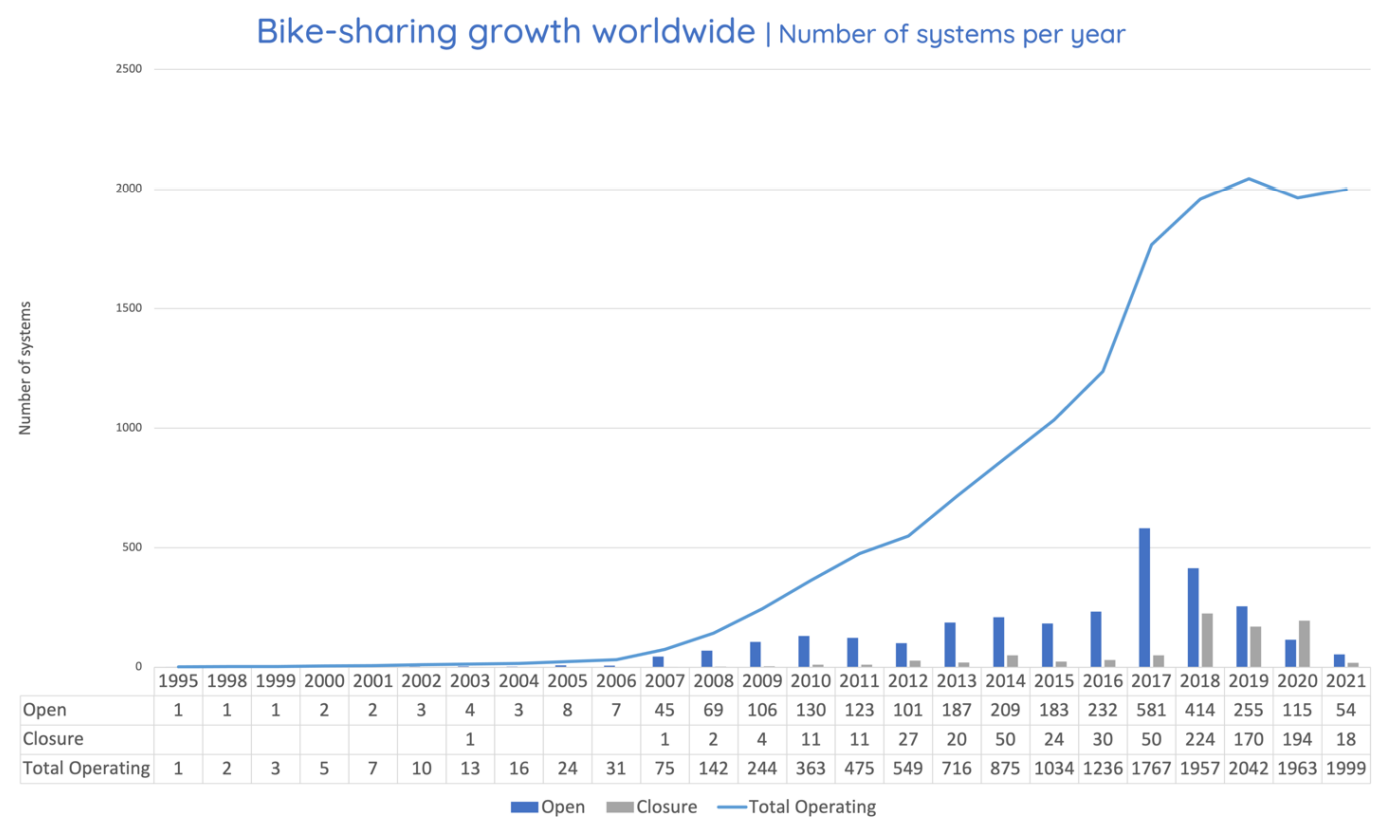 Bike-sharing growth worldwide | Number of systems per year
2500
2000
1500
1000
500
0
Number of systems
1995 1998 1999 2000 2001 2002 2003 2004 2005 2006 2007 2008 2009 2010 2011 2012 2013 2014 2015 2016 2017 2018 2019 2020 2021
Open 1 1 1 2 2 3 4 3 8 7 45 69 106 130 123 101 187 209 183 232 581 414 255 115 54
Closure 1 1 2 4 11 11 27 20 50 24 30 50 224 170 194 18
Total Operating 1 2 3 5 7 10 13 16 24 31 75 142 244 363 475 549 716 875 1034 1236 1767 1957 2042 1963 1999
Open Closure Total Operating